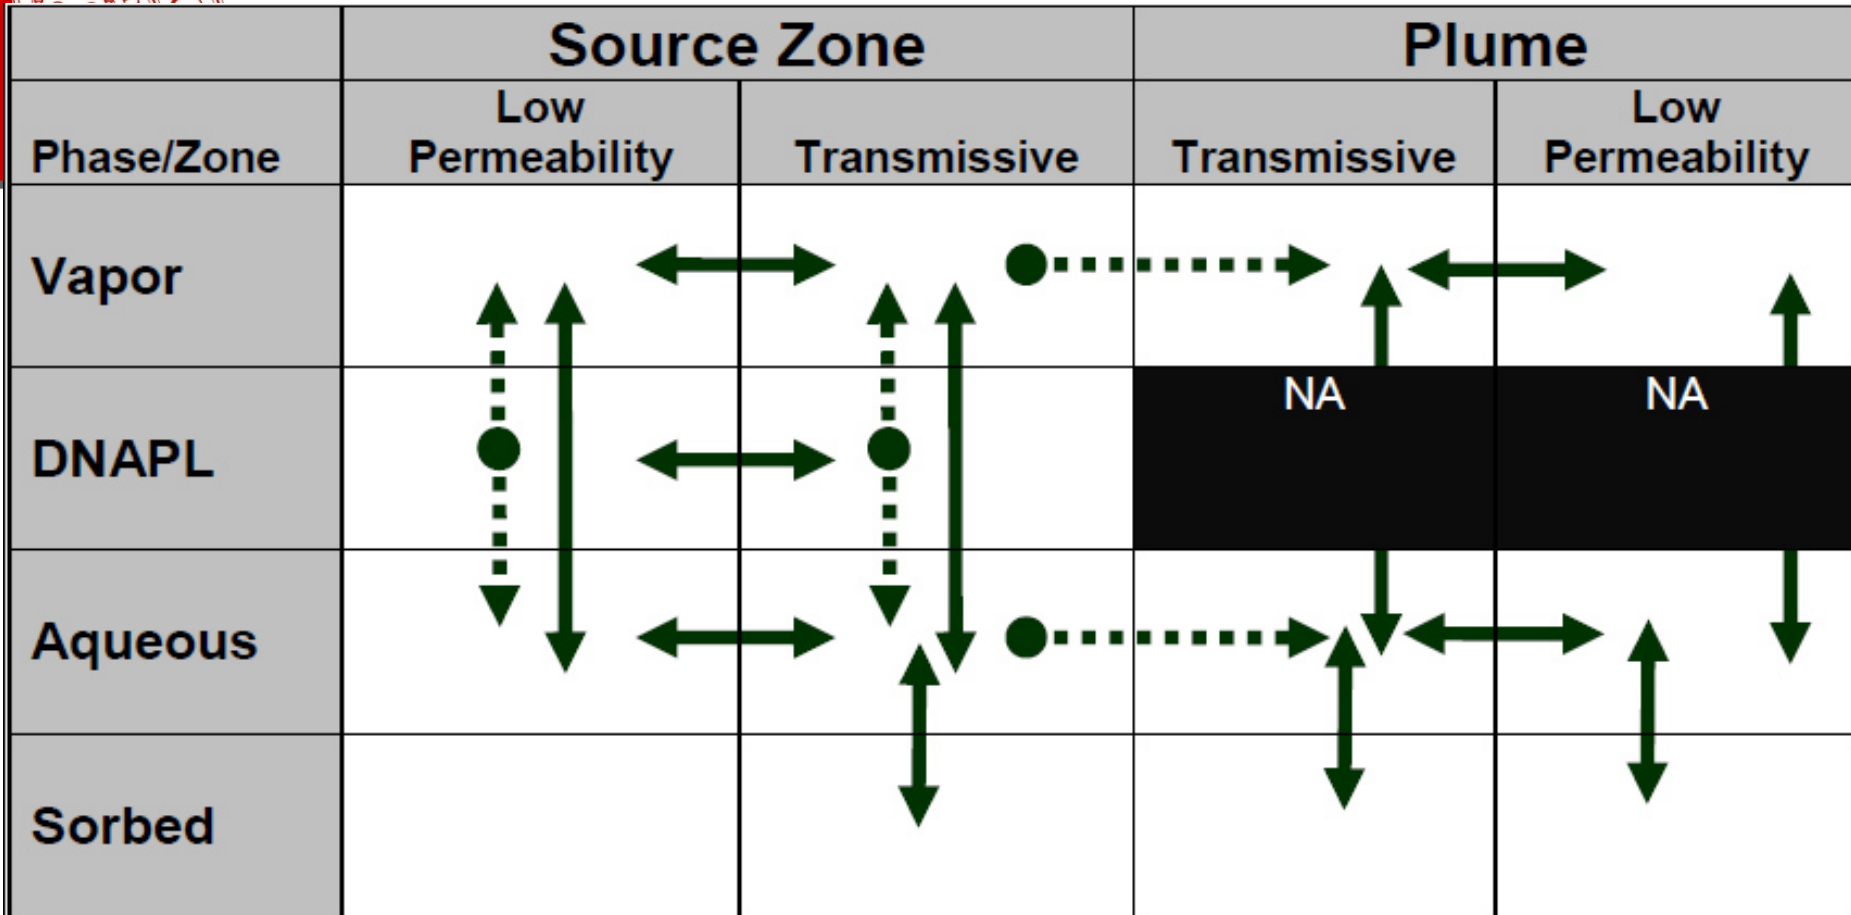 Source Zone
Plume
Phase/Zone
Low
Permeability
Transmissive
Transmissive
Low
Permeability
Vapor
DNAPL
NA
NA
Aqueous
Sorbed